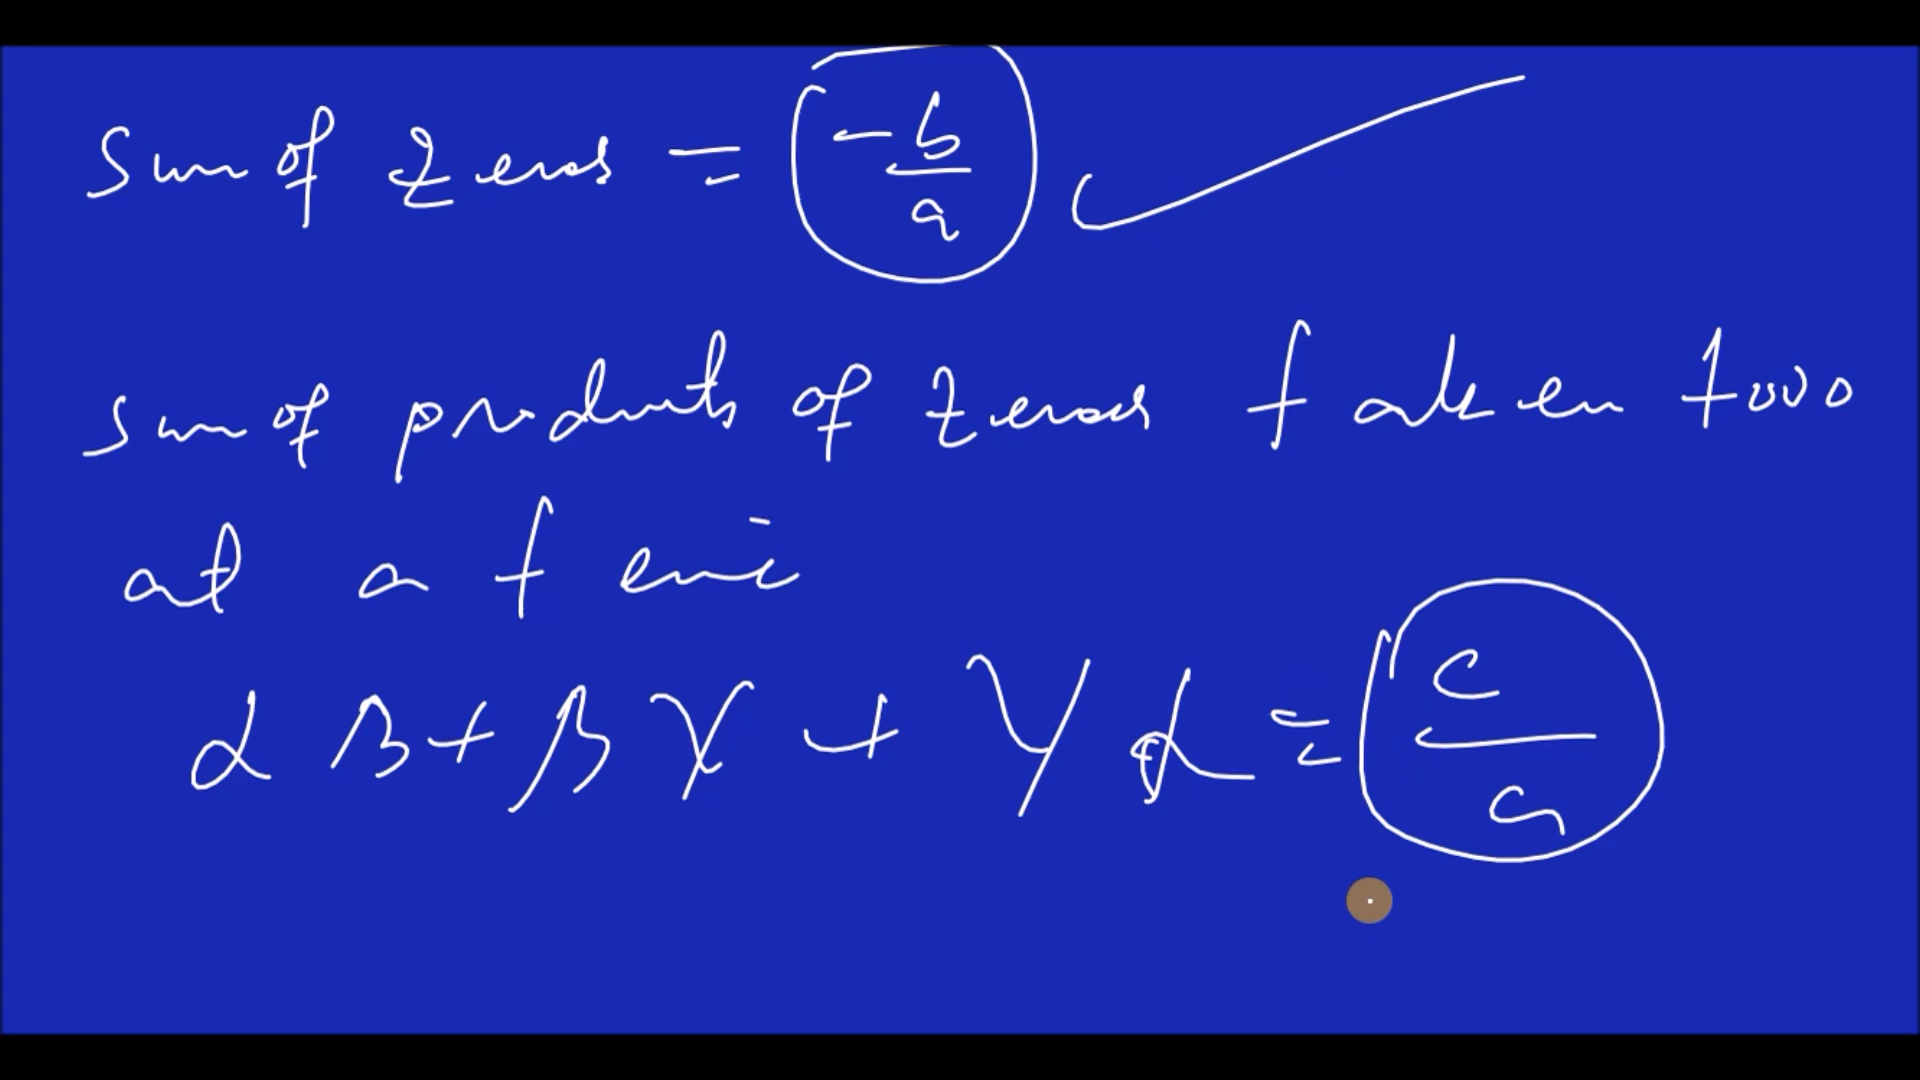 Sum of zeros = -b/a
Sum of products of zeros taken two
at a time
αβ + βγ + γα = c/a